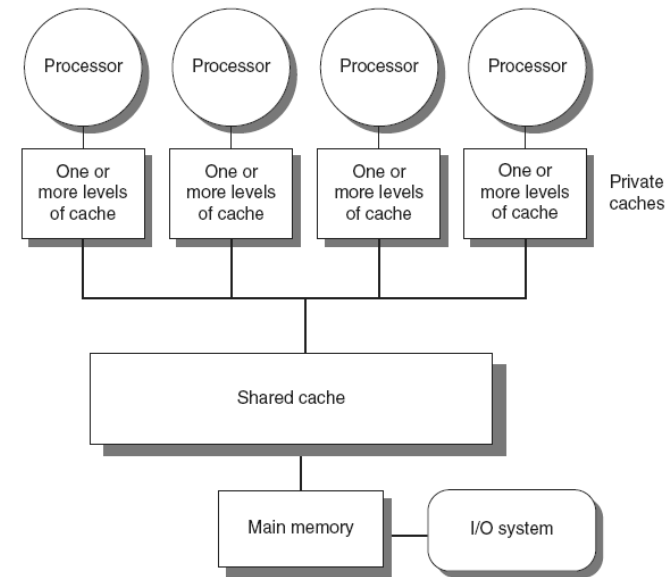 Processor
Processor
Processor
Processor
One or
more levels
of cache
One or
more levels
of cache
One or
more levels
of cache
One or
more levels
of cache
Private
caches
Shared cache
Main memory
I/O system